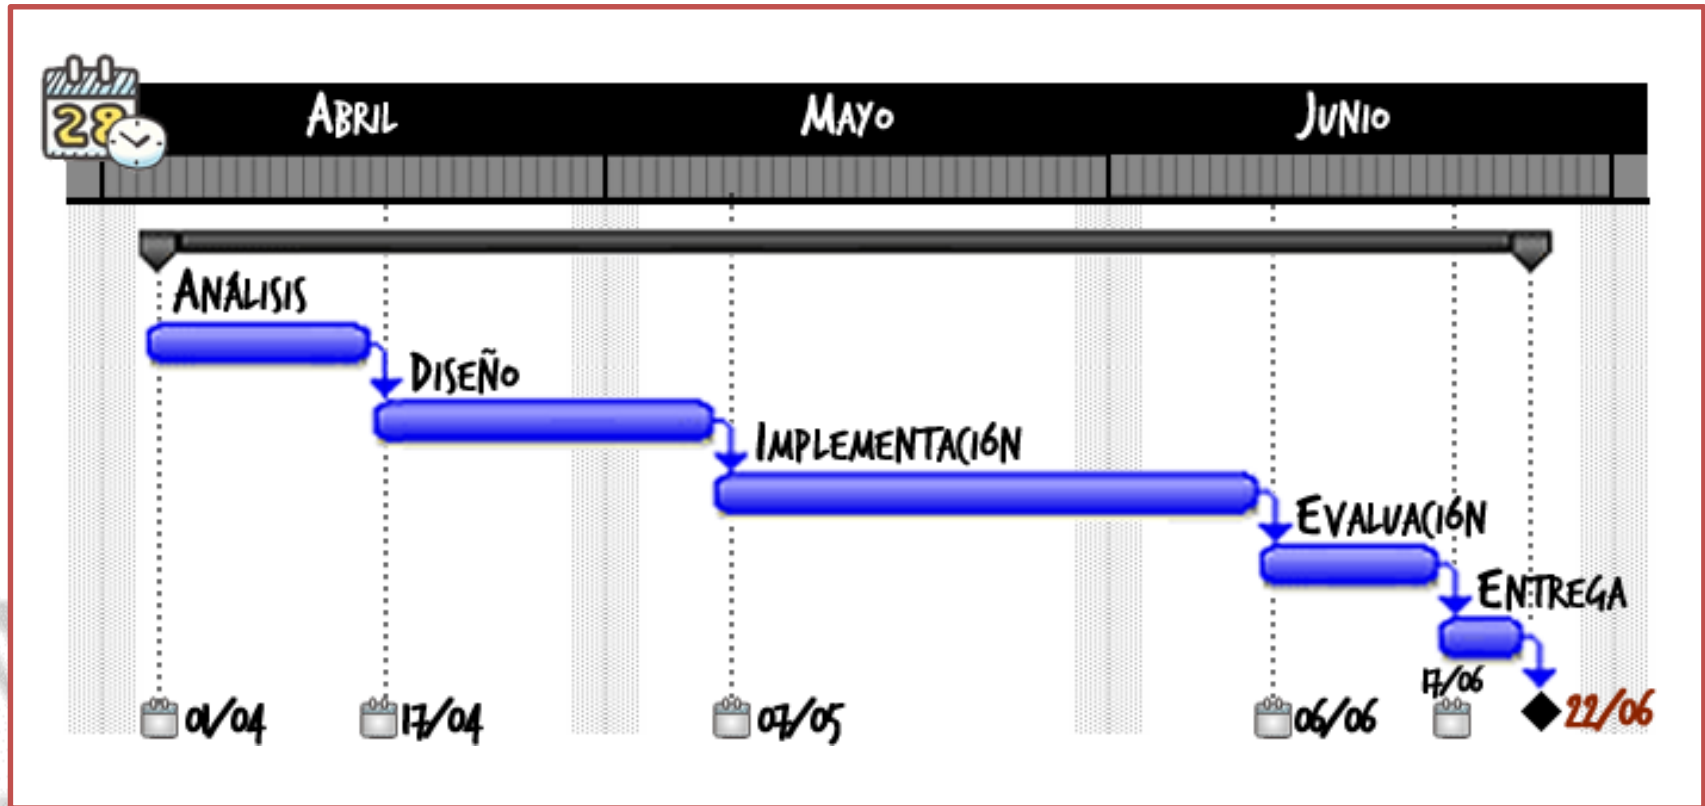 28
ABRIL MAYO JUNIO
ANÁLISIS
DISEÑO
IMPLEMENTACIÓN
EVALUACIÓN
ENTREGA
17/06
01/04 17/04 07/05 06/06 22/06